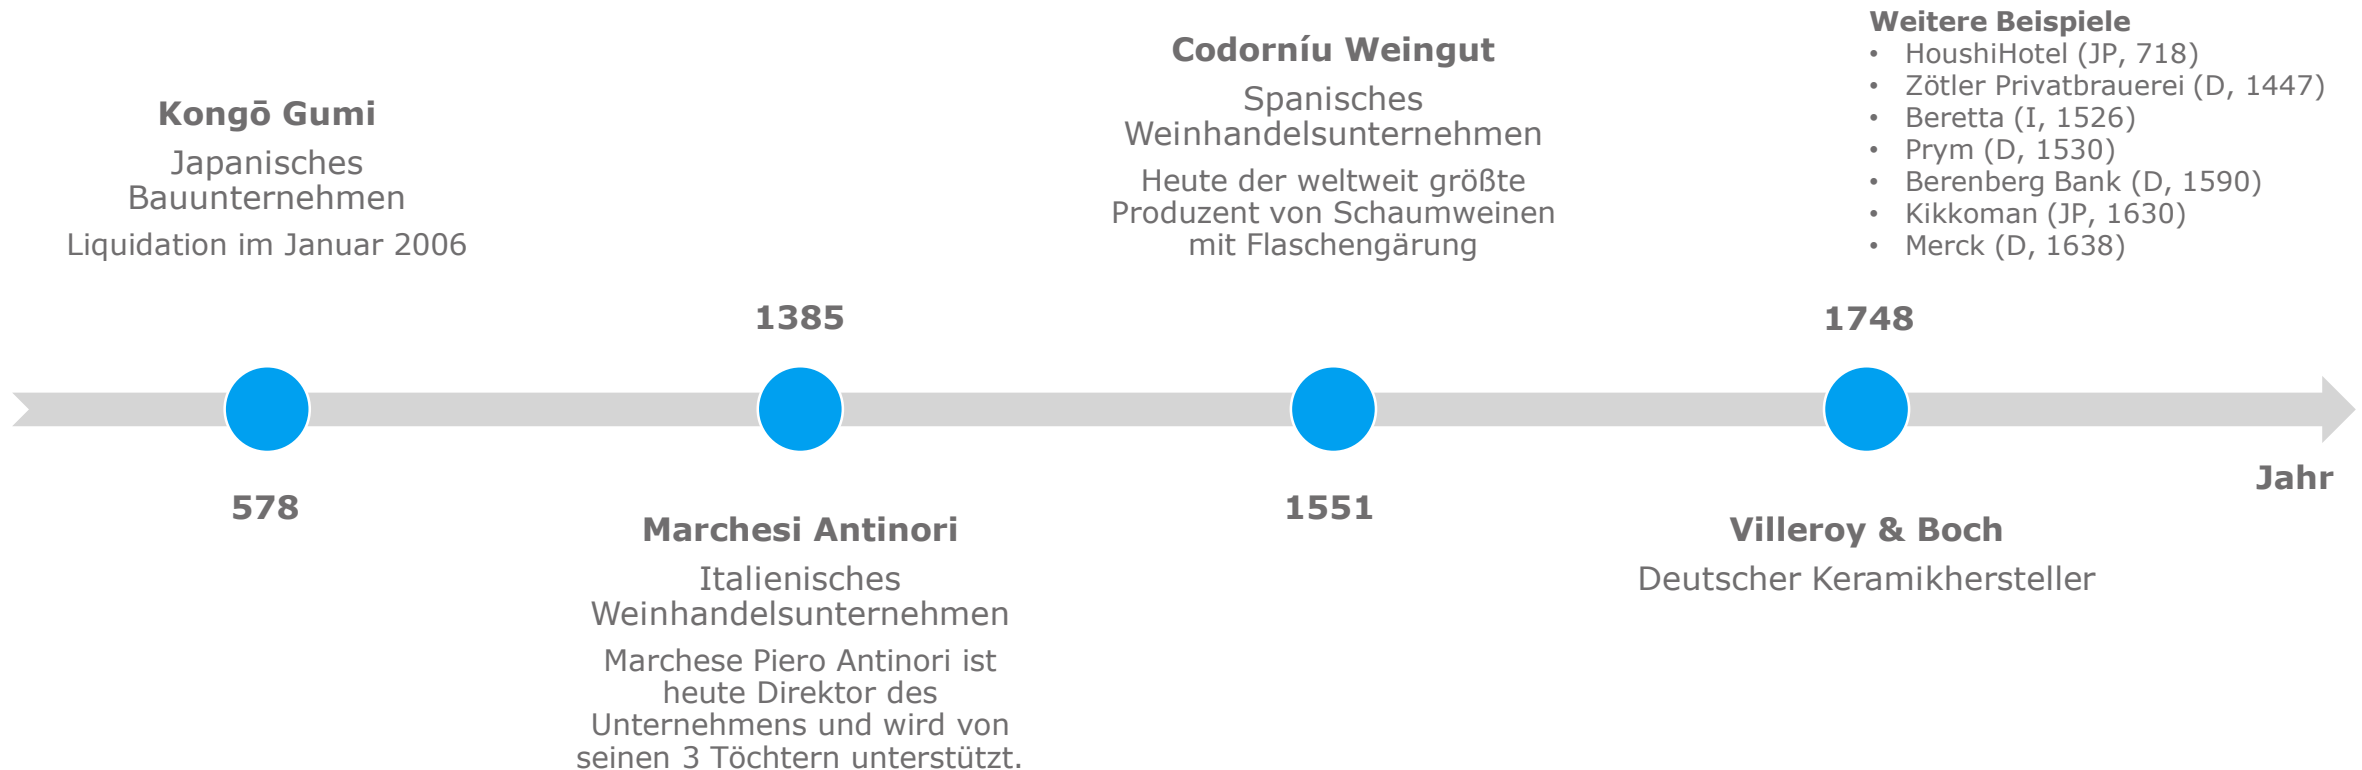 Kongō Gumi
Japanisches
Bauunternehmen
Liquidation im Januar 2006
578
1385
Marchesi Antinori
Italienisches
Weinhandelsunternehmen
Marchese Piero Antinori ist
heute Direktor des
Unternehmens und wird von
seinen 3 Töchtern unterstützt.
Codorníu Weingut
Spanisches
Weinhandelsunternehmen
Heute der weltweit größte
Produzent von Schaumweinen
mit Flaschengärung
1551
1748
Villeroy & Boch
Deutscher Keramikhersteller
Weitere Beispiele
• HoushiHotel (JP, 718)
• Zötler Privatbrauerei (D, 1447)
• Beretta (I, 1526)
• Prym (D, 1530)
• Berenberg Bank (D, 1590)
• Kikkoman (JP, 1630)
• Merck (D, 1638)
Jahr